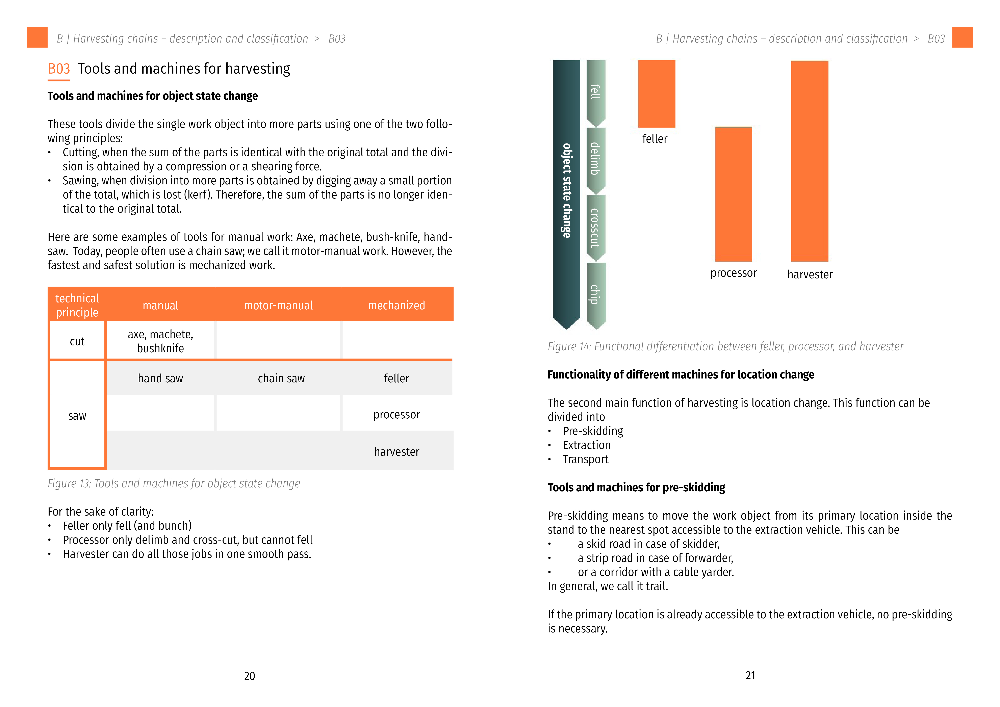 B | Harvesting chains – description and classification > B03
B03 Tools and machines for harvesting
Tools and machines for object state change
These tools divide the single work object into more parts using one of the two follo-
wing principles:
• Cutting, when the sum of the parts is identical with the original total and the divi-
sion is obtained by a compression or a shearing force.
• Sawing, when division into more parts is obtained by digging away a small portion
of the total, which is lost (kerf). Therefore, the sum of the parts is no longer iden-
tical to the original total.
Here are some examples of tools for manual work: Axe, machete, bush-knife, hand-
saw. Today, people often use a chain saw; we call it motor-manual work. However, the
fastest and safest solution is mechanized work.
technical
principle
manual
motor-manual
mechanized
cut
axe, machete,
bushknife
saw
hand saw
chain saw
feller
processor
harvester
Figure 13: Tools and machines for object state change
For the sake of clarity:
• Feller only fell (and bunch)
• Processor only delimb and cross-cut, but cannot fell
• Harvester can do all those jobs in one smooth pass.
20
B | Harvesting chains – description and classification > B03
object state change
fell
delimb
crosscut
chip
feller
processor
harvester
Figure 14: Functional differentiation between feller, processor, and harvester
Functionality of different machines for location change
The second main function of harvesting is location change. This function can be
divided into
• Pre-skidding
• Extraction
• Transport
Tools and machines for pre-skidding
Pre-skidding means to move the work object from its primary location inside the
stand to the nearest spot accessible to the extraction vehicle. This can be
• a skid road in case of skidder,
• a strip road in case of forwarder,
• or a corridor with a cable yarder.
In general, we call it trail.
If the primary location is already accessible to the extraction vehicle, no pre-skidding
is necessary.
21